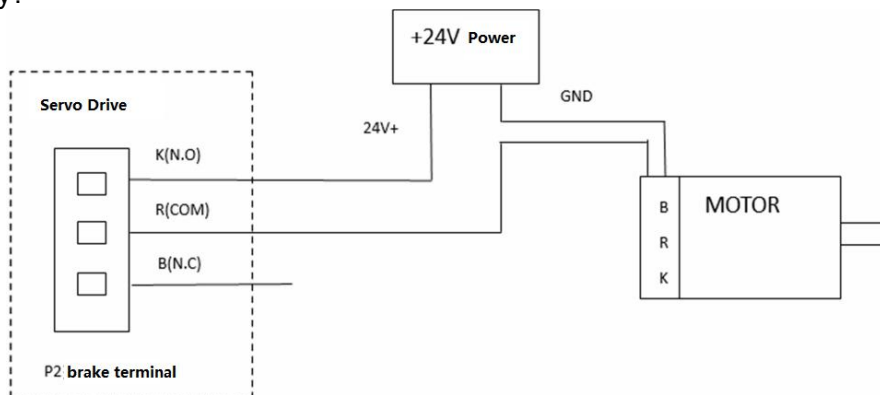 y:
+24V Power
Servo Drive
GND
24V+
K(N.O)
R(COM)
B(N.C)
B
R
K
MOTOR
P2 brake terminal